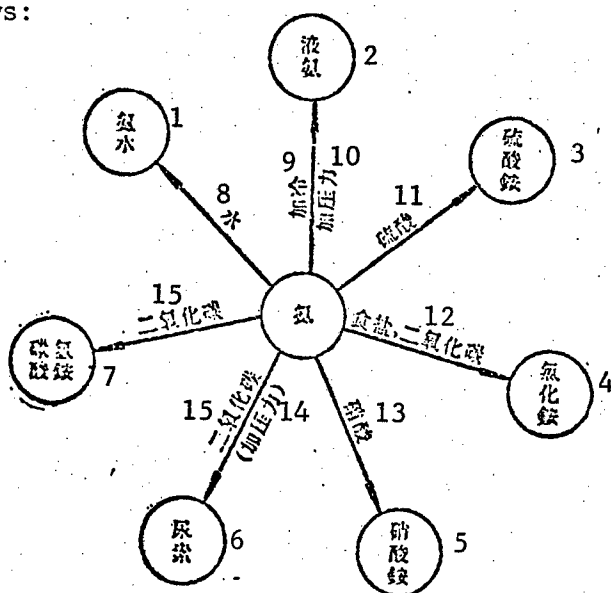 ys:
液氨
2
氨水
1
硫酸铵
3
9 加冷
10 加压力
8 水
11 硫酸
氨
15 二氧化碳
碳酸氢铵
7
12 食盐,二氧化碳
氯化铵
4
15 二氧化碳
14 (加压力)
13 硝酸
尿素
6
硝酸铵
5